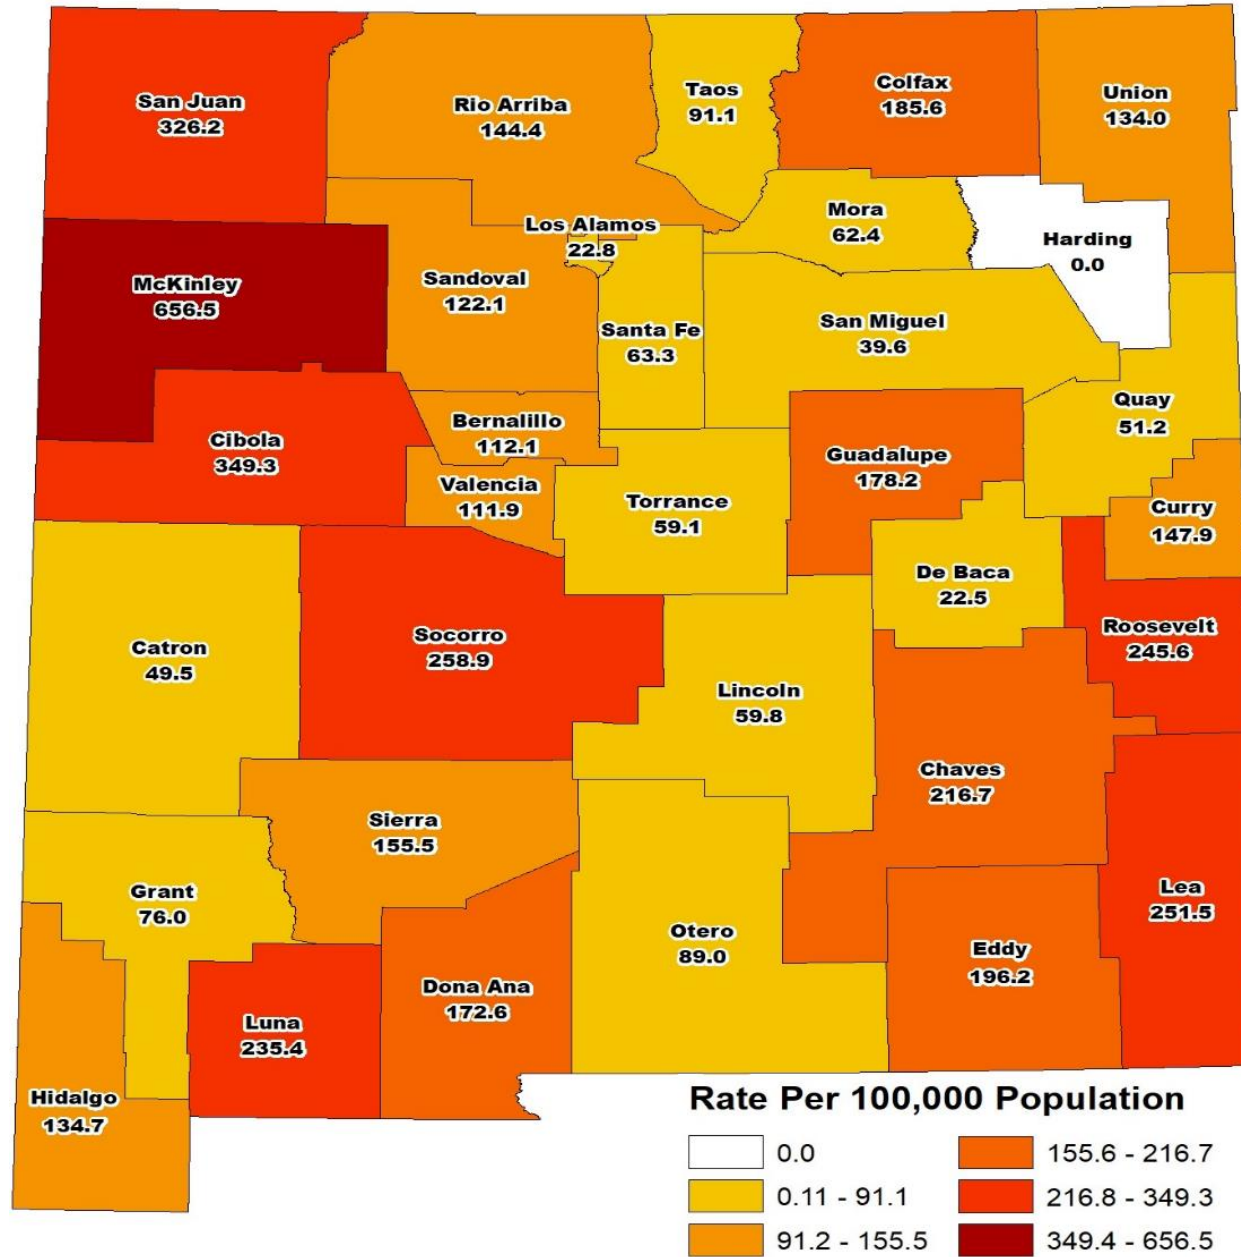 San Juan
326.2
Rio Arriba
144.4
Taos
91.1
Colfax
185.6
Union
134.0
Los Alamos
22.8
Mora
62.4
Harding
0.0
McKinley
656.5
Sandoval
122.1
Santa Fe
63.3
San Miguel
39.6
Quay
51.2
Cibola
349.3
Bernalillo
112.1
Valencia
111.9
Torrance
59.1
Guadalupe
178.2
Curry
147.9
De Baca
22.5
Catron
49.5
Socorro
258.9
Lincoln
59.8
Roosevelt
245.6
Chaves
216.7
Sierra
155.5
Grant
76.0
Otero
89.0
Eddy
196.2
Lea
251.5
Dona Ana
172.6
Luna
235.4
Hidalgo
134.7
Rate Per 100,000 Population
0.0
0.11 - 91.1
91.2 - 155.5
155.6 - 216.7
216.8 - 349.3
349.4 - 656.5